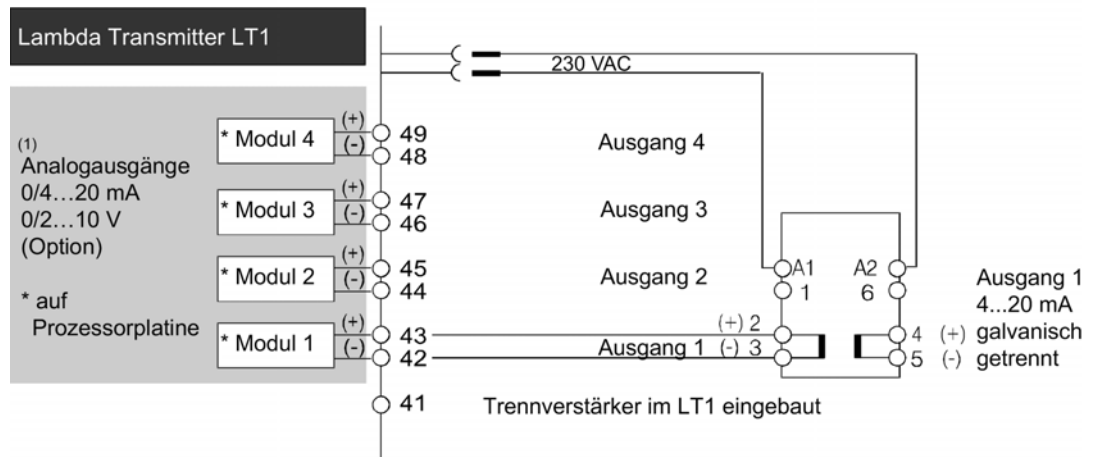 Lambda Transmitter LT1
230 VAC
(1)
Analogausgänge
0/4…20 mA
0/2…10 V
(Option)
* auf
Prozessorplatine
* Modul 4 (+) 49
(-) 48
Ausgang 4
* Modul 3 (+) 47
(-) 46
Ausgang 3
* Modul 2 (+) 45
(-) 44
Ausgang 2
* Modul 1 (+) 43
(-) 42
Ausgang 1
(+) 2
(-) 3
A1 A2
1 6
4 (+)
5 (-)
Ausgang 1
4...20 mA
galvanisch
getrennt
41
Trennverstärker im LT1 eingebaut